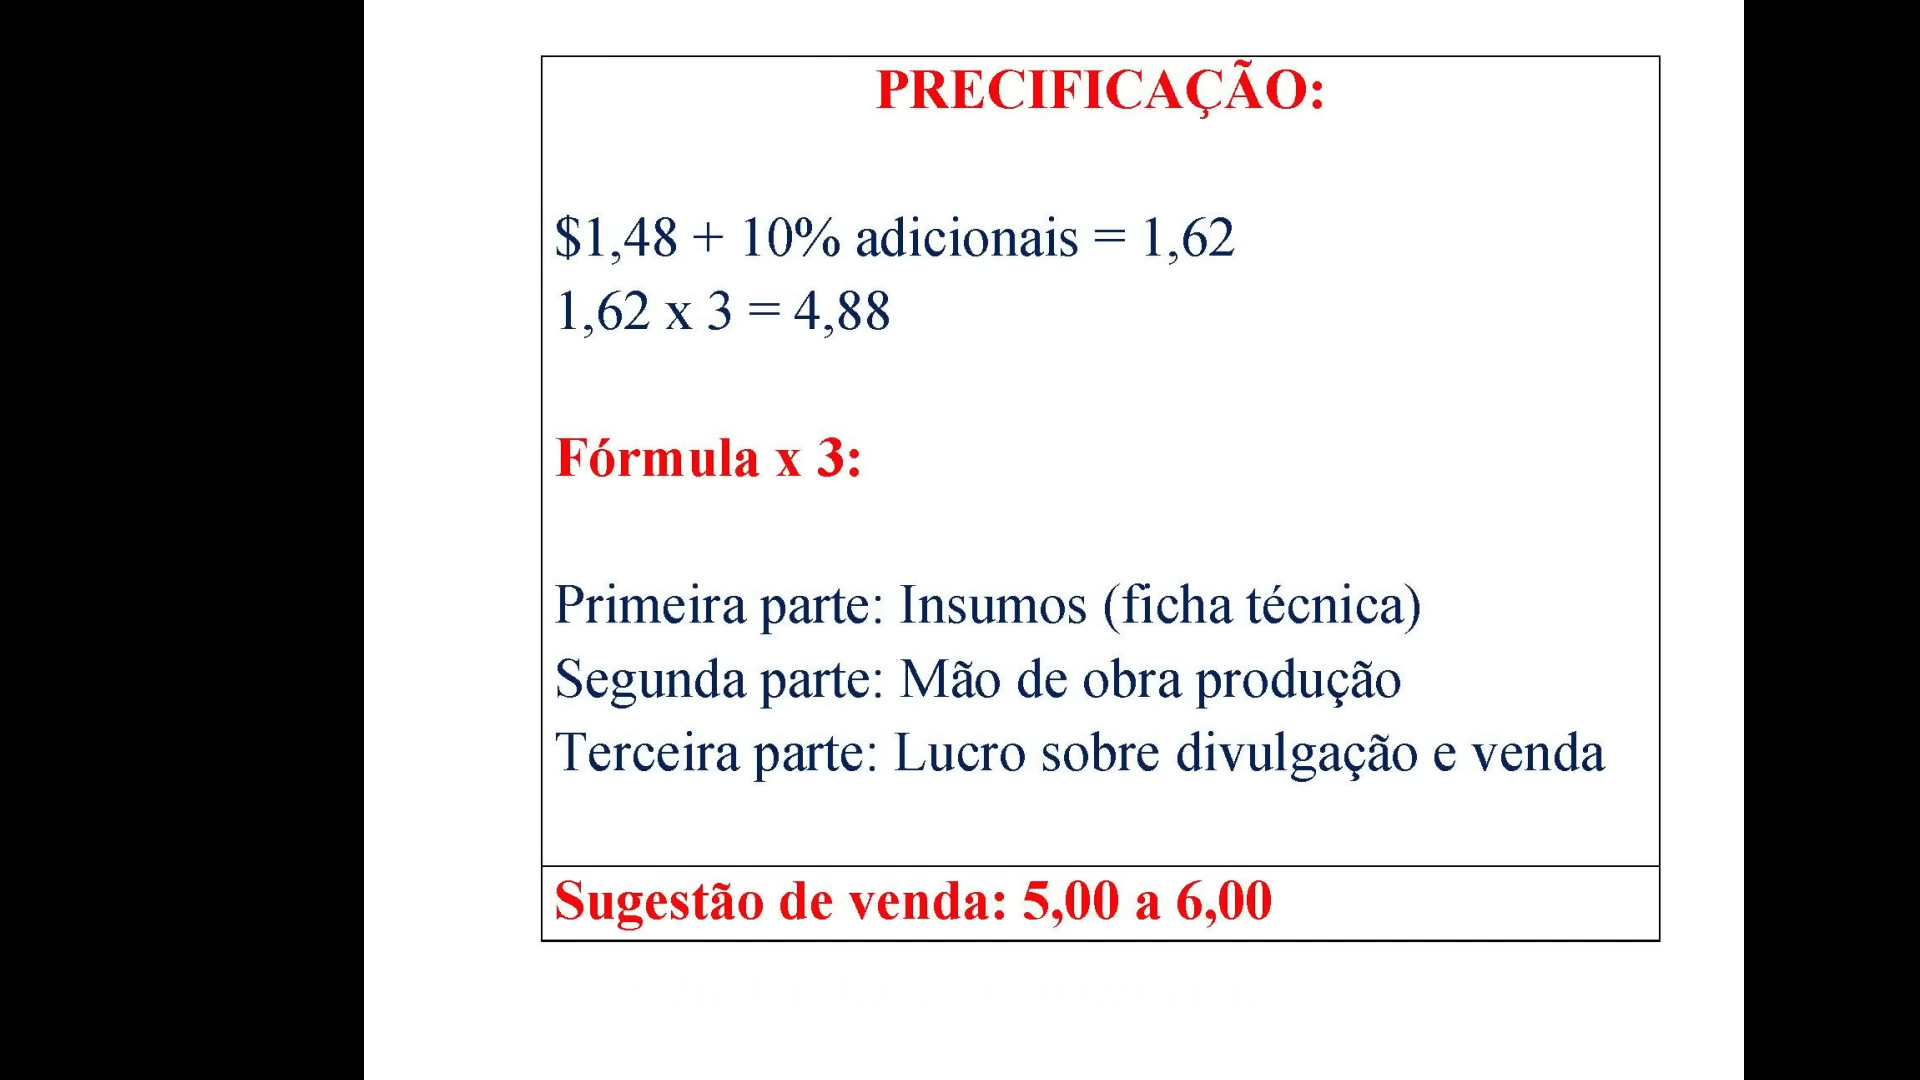 PRECIFICAÇÃO:
$1,48 + 10% adicionais = 1,62
1,62 x 3 = 4,88
Fórmula x 3:
Primeira parte: Insumos (ficha técnica)
Segunda parte: Mão de obra produção
Terceira parte: Lucro sobre divulgação e venda
Sugestão de venda: 5,00 a 6,00